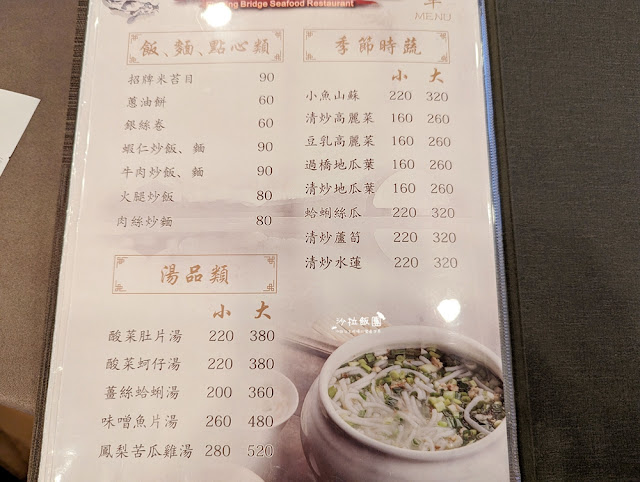 Bridge Seafood Restaurant
MENU
飯、麵、點心類
招牌米苔目 90
蔥油餅 60
銀絲卷 60
蝦仁炒飯、麵 90
牛肉炒飯、麵 90
火腿炒飯 80
肉絲炒麵 80
湯品類
小 大
酸菜肚片湯 220 380
酸菜蚵仔湯 220 380
薑絲蛤蜊湯 200 360
味噌魚片湯 260 480
鳳梨苦瓜雞湯 280 520
季節時蔬
小 大
小魚山蘇 220 320
清炒高麗菜 160 260
豆乳高麗菜 160 260
過橋地瓜葉 160 260
清炒地瓜葉 160 260
蛤蜊絲瓜 220 320
清炒蘆筍 220 320
清炒水蓮 220 320
沙拉飯團